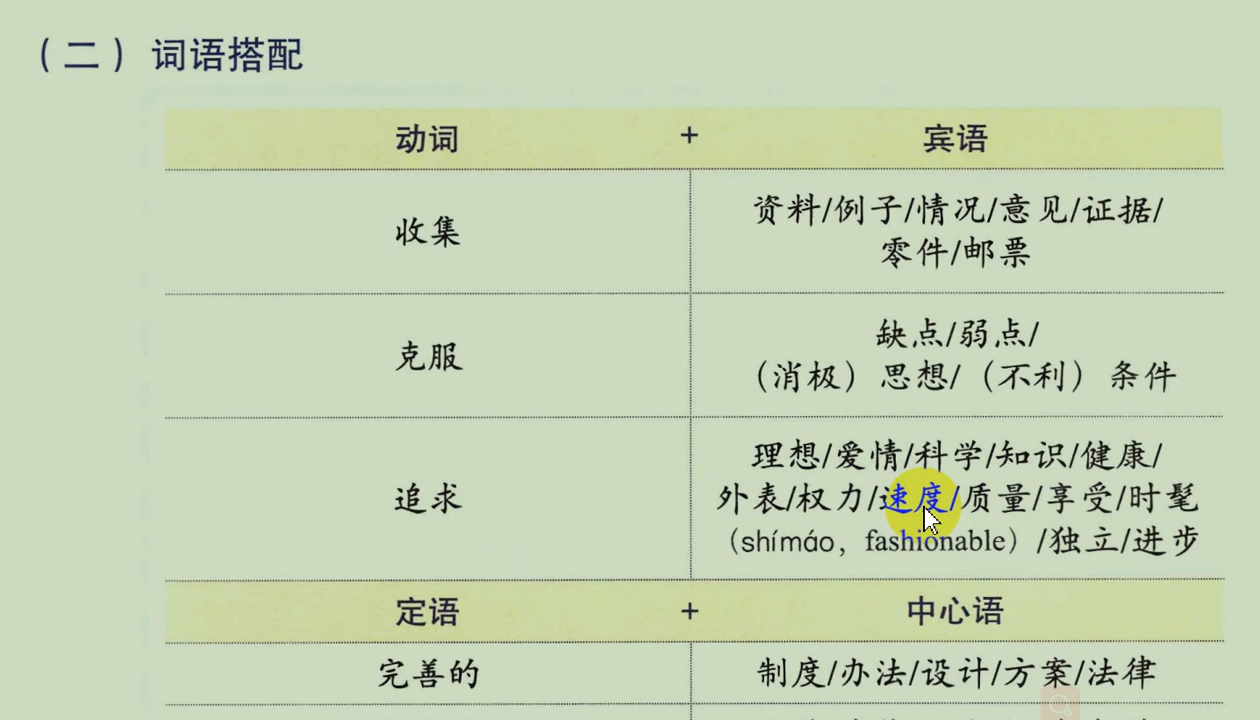 （二）词语搭配
动词 + 宾语
收集
资料/例子/情况/意见/证据/
零件/邮票
克服
缺点/弱点/
（消极）思想/（不利）条件
追求
理想/爱情/科学/知识/健康/
外表/权力/速度/质量/享受/时髦
（shímáo，fashionable）/独立/进步
定语 + 中心语
完善的
制度/办法/设计/方案/法律